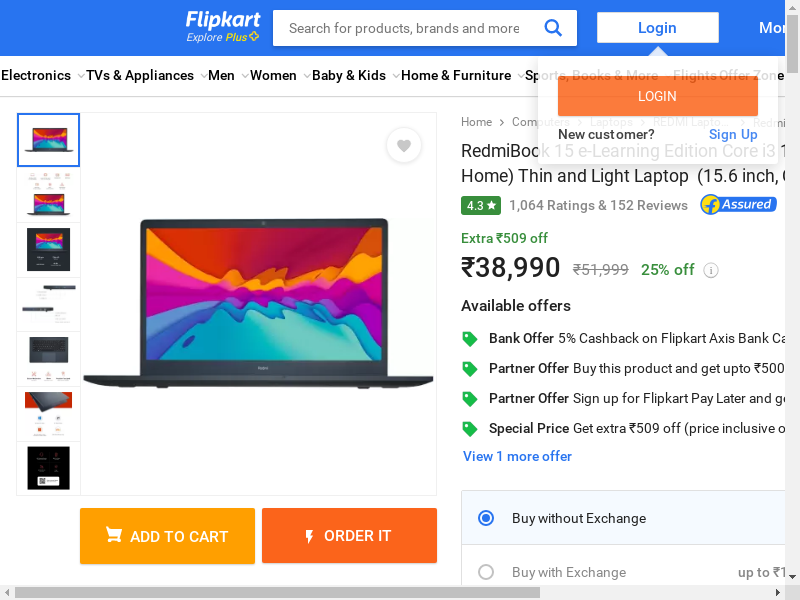 Flipkart
Explore Plus
Search for products, brands and more
Login
Mor
Electronics
TVs & Appliances
Men
Women
Baby & Kids
Home & Furniture
Sports, Books & More
Flights
Offer Zone
LOGIN
New customer?
Sign Up
Home
Computers
Laptops
REDMI Lapto...
Redmi
RedmiBook 15 e-Learning Edition Core i3 1
Home) Thin and Light Laptop (15.6 inch, C
4.3
1,064 Ratings & 152 Reviews
Assured
Extra ₹509 off
₹38,990 ₹51,999 25% off
Available offers
Bank Offer 5% Cashback on Flipkart Axis Bank Ca
Partner Offer Buy this product and get upto ₹500
Partner Offer Sign up for Flipkart Pay Later and ge
Special Price Get extra ₹509 off (price inclusive o
View 1 more offer
ADD TO CART
ORDER IT
Buy without Exchange
Buy with Exchange
up to ₹1